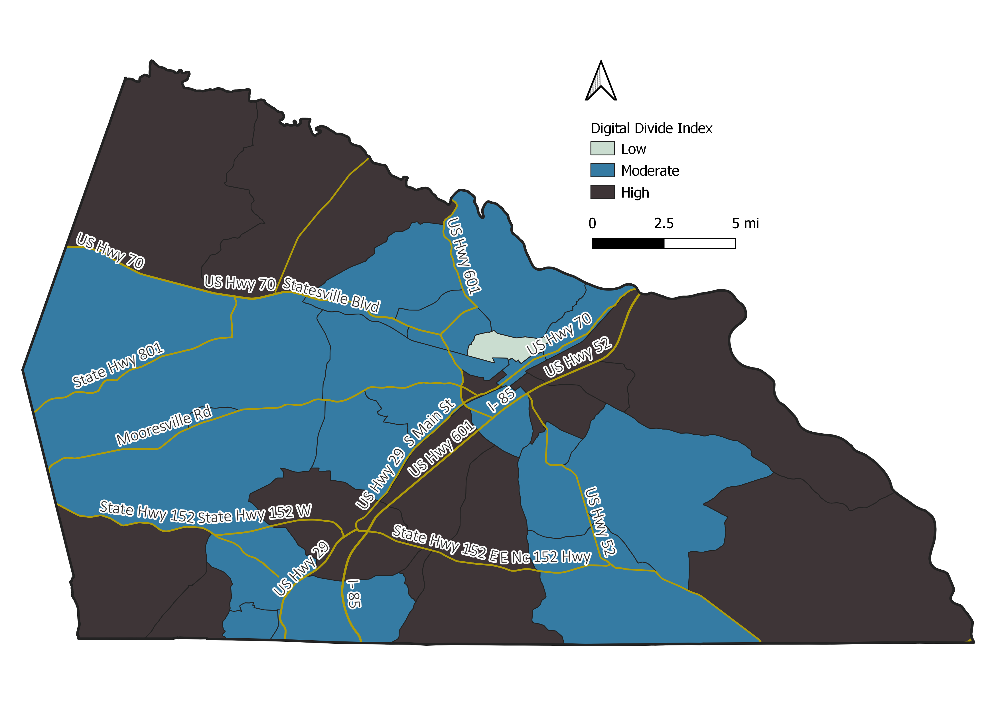 Digital Divide Index
Low
Moderate
High
0 2.5 5 mi
US Hwy 70
US Hwy 601
US Hwy 70
Statesville Blvd
US Hwy 70
US Hwy 52
State Hwy 801
I- 85
Mooresville Rd
S Main St
US Hwy 601
US Hwy 29
State Hwy 152
State Hwy 152 W
US Hwy 52
State Hwy 152 E
E Nc 152 Hwy
US Hwy 29
I- 85